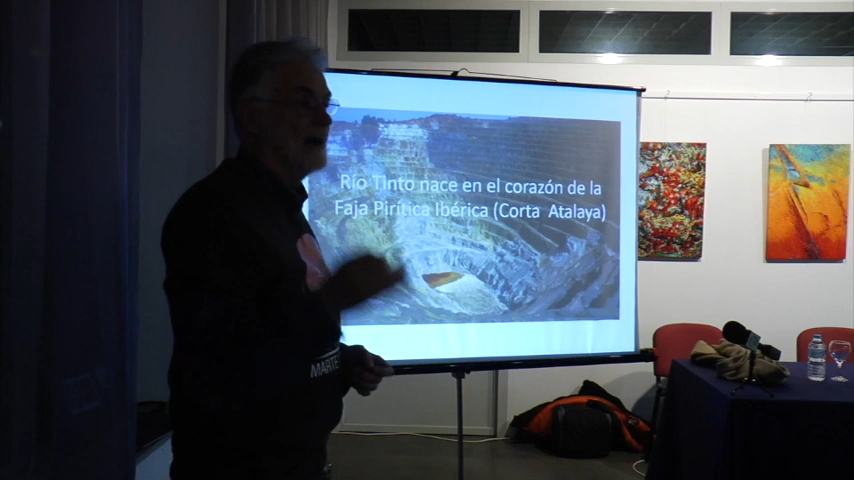 Río Tinto nace en el corazón de la
Faja Pirítica Ibérica (Corta Atalaya)
MARTE